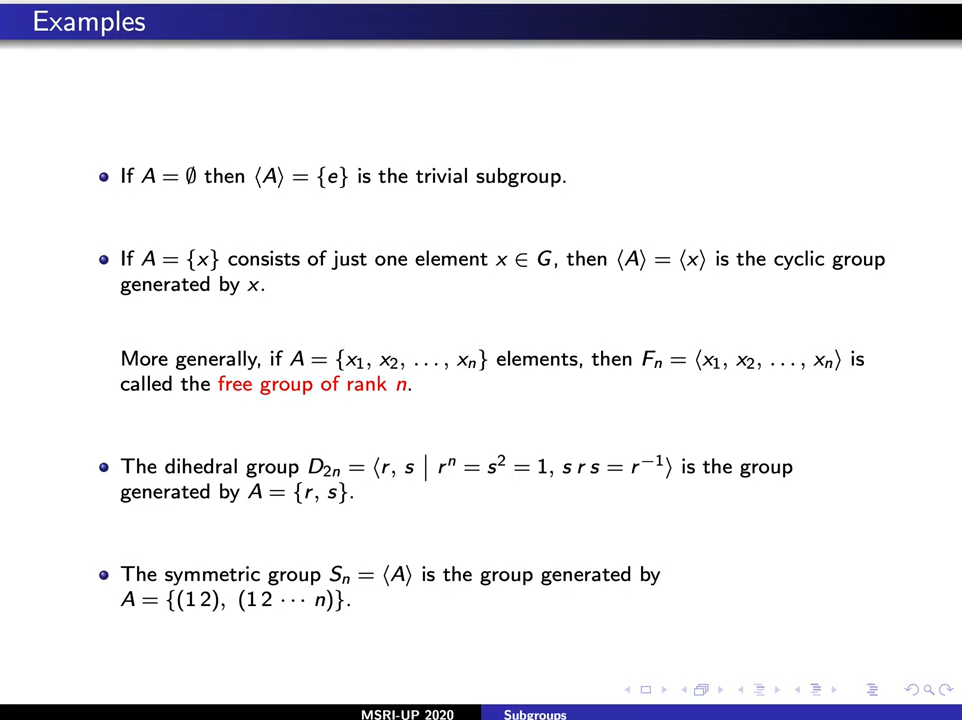 Examples
If A = ∅ then ⟨A⟩ = {e} is the trivial subgroup.
If A = {x} consists of just one element x ∈ G, then ⟨A⟩ = ⟨x⟩ is the cyclic group
generated by x.
More generally, if A = {x₁, x₂, . . . , xₙ} elements, then Fₙ = ⟨x₁, x₂, . . . , xₙ⟩ is
called the free group of rank n.
The dihedral group D₂ₙ = ⟨r, s | rⁿ = s² = 1, s r s = r⁻¹⟩ is the group
generated by A = {r, s}.
The symmetric group Sₙ = ⟨A⟩ is the group generated by
A = {(1 2), (1 2 ··· n)}.
MSRI-UP 2020 Subgroups